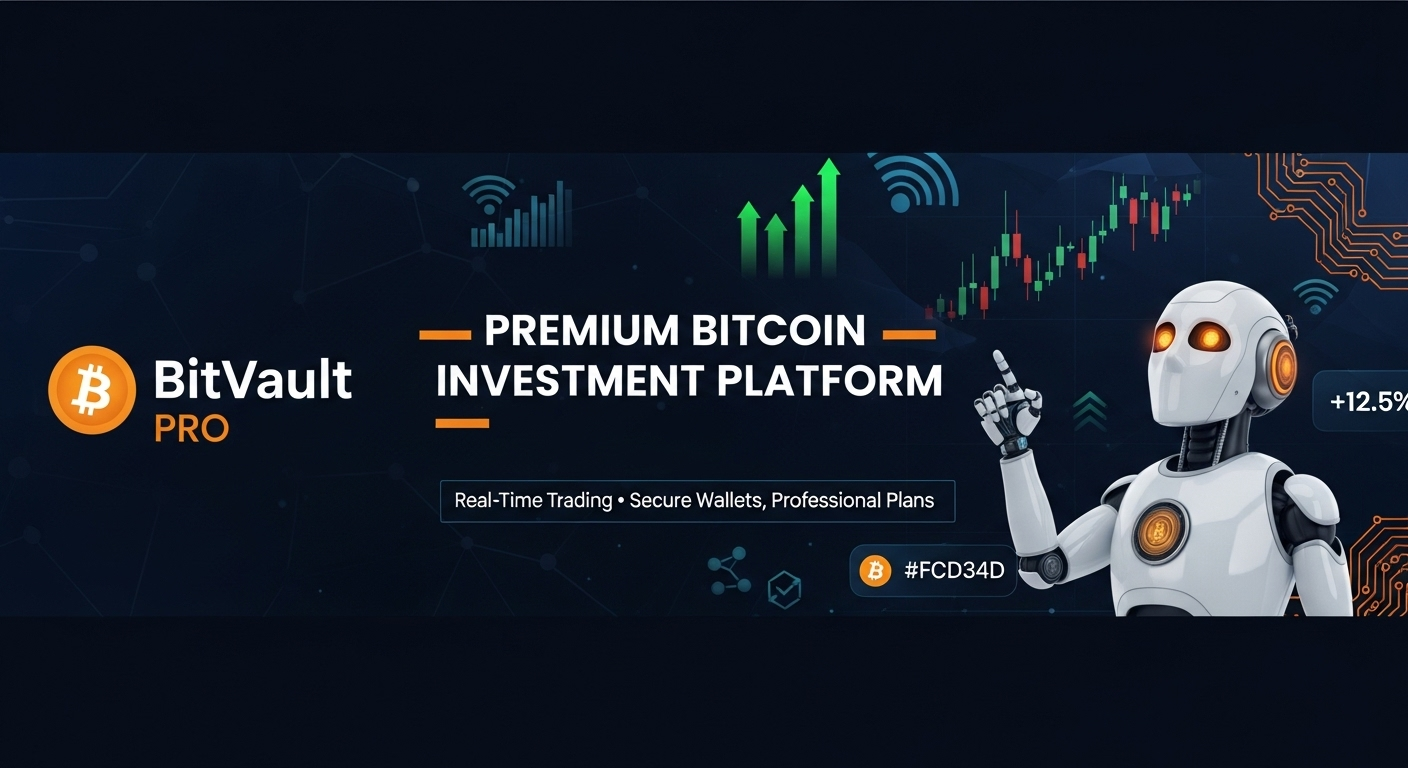 BitVault
PRO
PREMIUM BITCOIN
INVESTMENT PLATFORM
Real-Time Trading • Secure Wallets, Professional Plans
#FCD34D
+12.5%